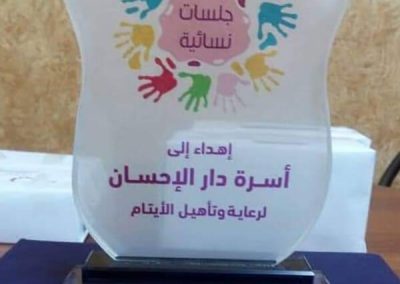 جلسات
نسائية
إهداء إلى
أسرة دار الإحسان
لرعاية وتأهيل الأيتام